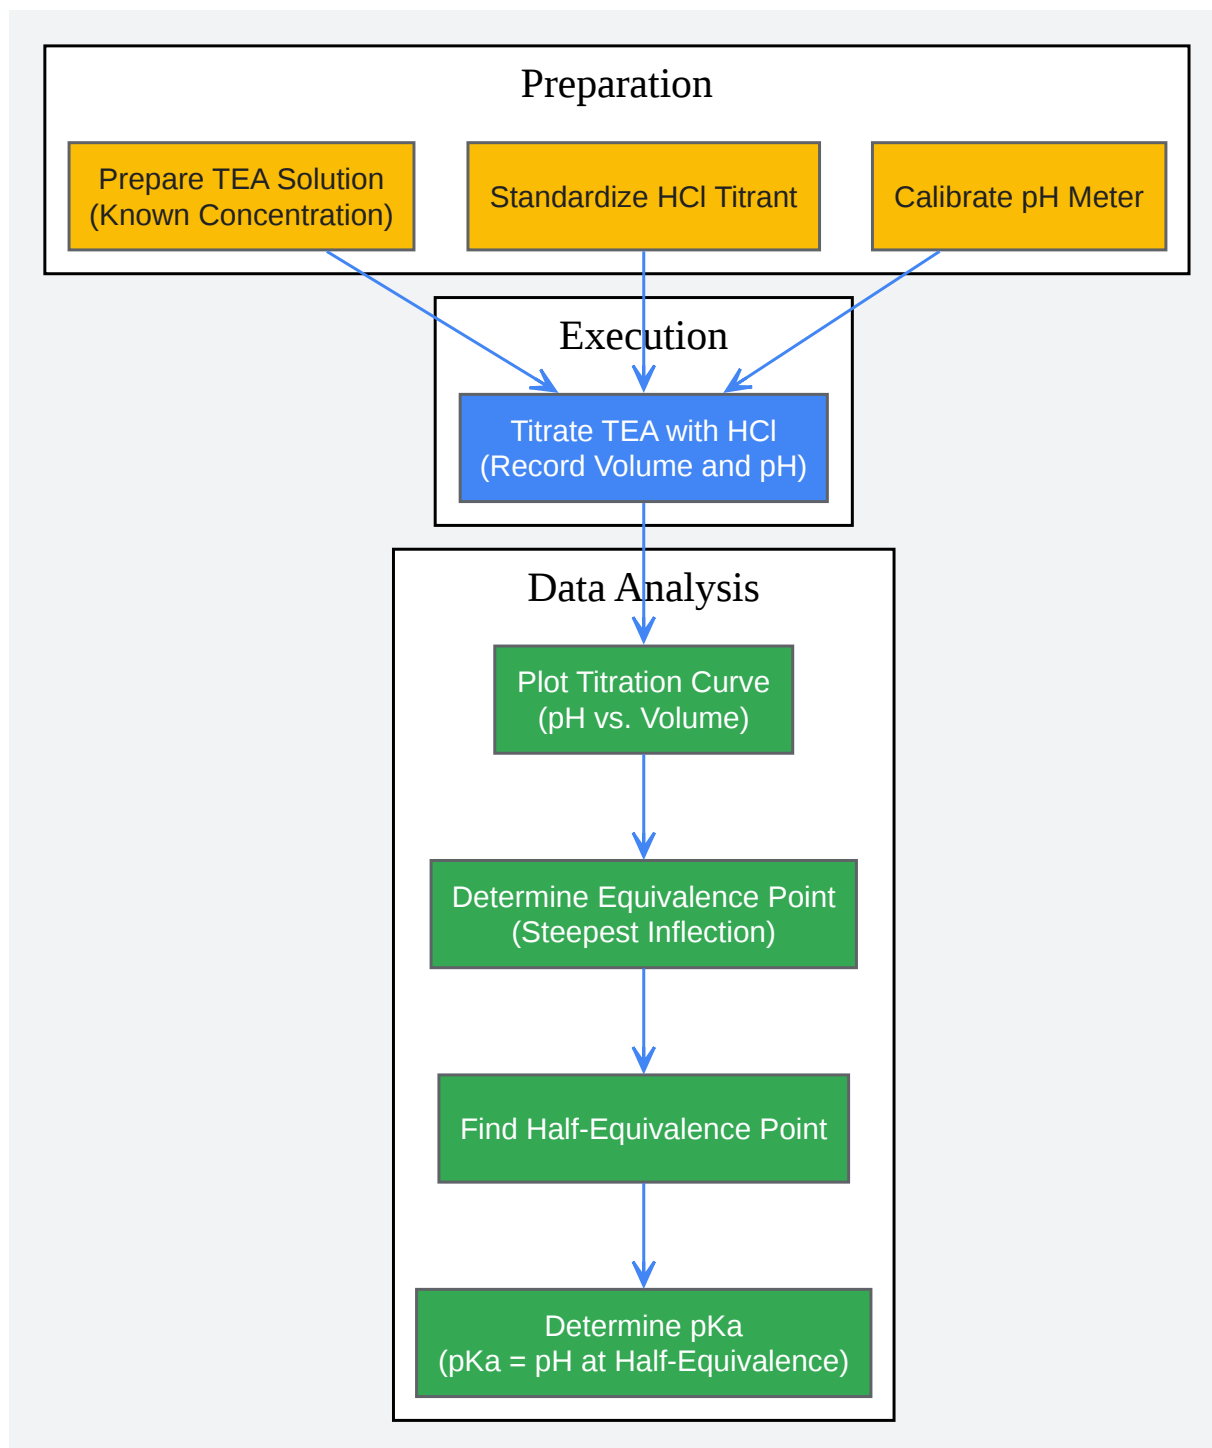 Preparation
Prepare TEA Solution
(Known Concentration)
Standardize HCl Titrant
Calibrate pH Meter
Execution
Titrate TEA with HCl
(Record Volume and pH)
Data Analysis
Plot Titration Curve
(pH vs. Volume)
Determine Equivalence Point
(Steepest Inflection)
Find Half-Equivalence Point
Determine pKa
(pKa = pH at Half-Equivalence)